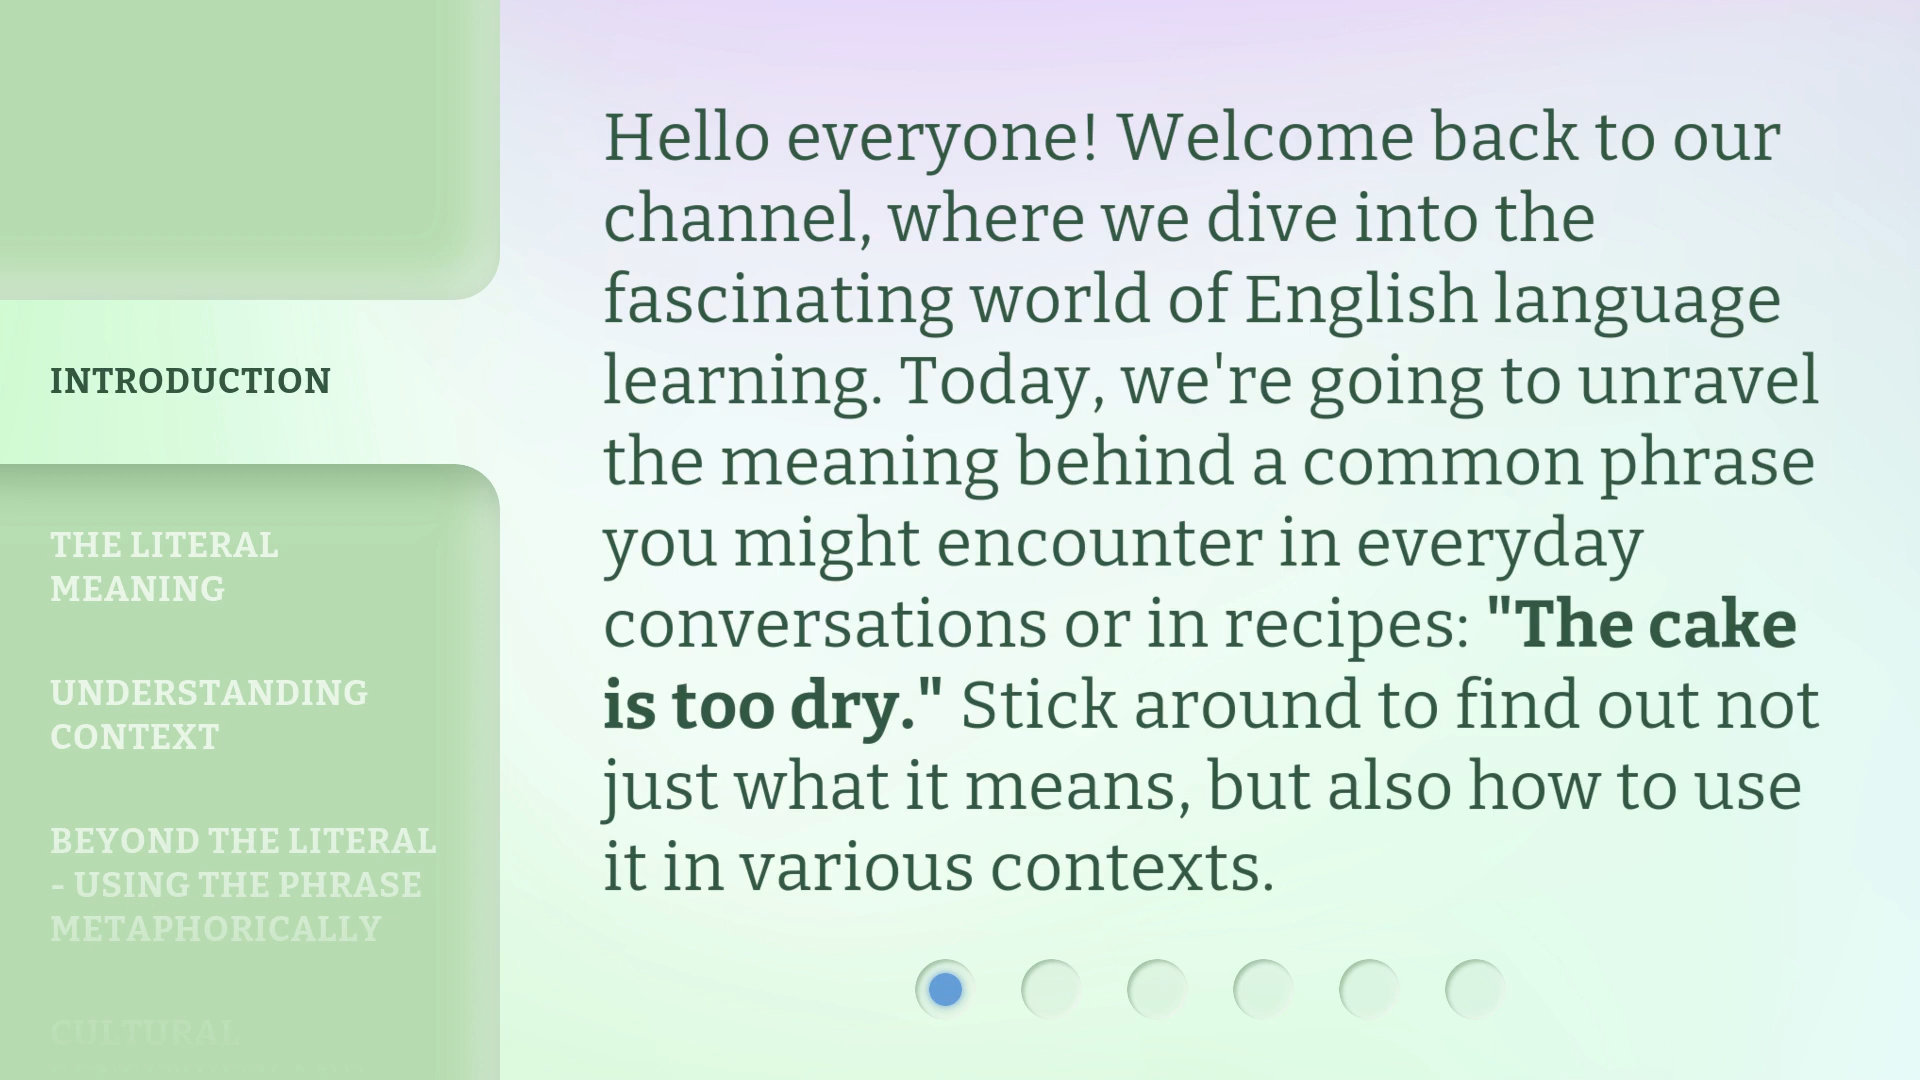 INTRODUCTION
THE LITERAL
MEANING
UNDERSTANDING
CONTEXT
BEYOND THE LITERAL
- USING THE PHRASE
METAPHORICALLY
CULTURAL
Hello everyone! Welcome back to our
channel, where we dive into the
fascinating world of English language
learning. Today, we're going to unravel
the meaning behind a common phrase
you might encounter in everyday
conversations or in recipes: "The cake
is too dry." Stick around to find out not
just what it means, but also how to use
it in various contexts.